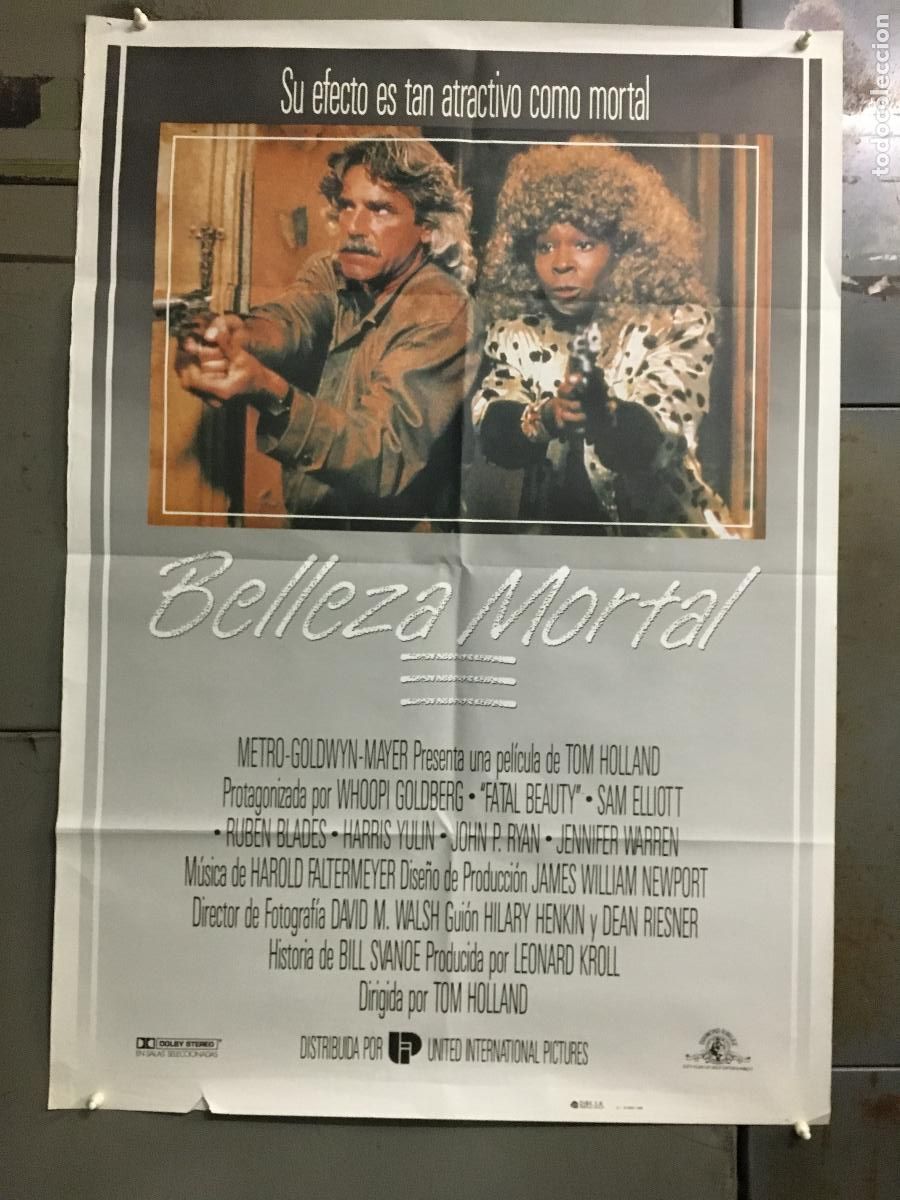 todocoleccion
Su efecto es tan atractivo como mortal
Belleza Mortal
METRO-GOLDWYN-MAYER Presenta una película de TOM HOLLAND
Protagonizada por WHOOPI GOLDBERG • "FATAL BEAUTY" • SAM ELLIOTT
• RUBEN BLADES • HARRIS YULIN • JOHN P. RYAN • JENNIFER WARREN
Música de HAROLD FALTERMEYER Diseño de Producción JAMES WILLIAM NEWPORT
Director de Fotografía DAVID M. WALSH Guión HILARY HENKIN y DEAN RIESNER
Historia de BILL SVANOE Producida por LEONARD KROLL
Dirigida por TOM HOLLAND
DOLBY STEREO
EN SALAS SELECCIONADAS
DISTRIBUIDA POR UIP UNITED INTERNATIONAL PICTURES